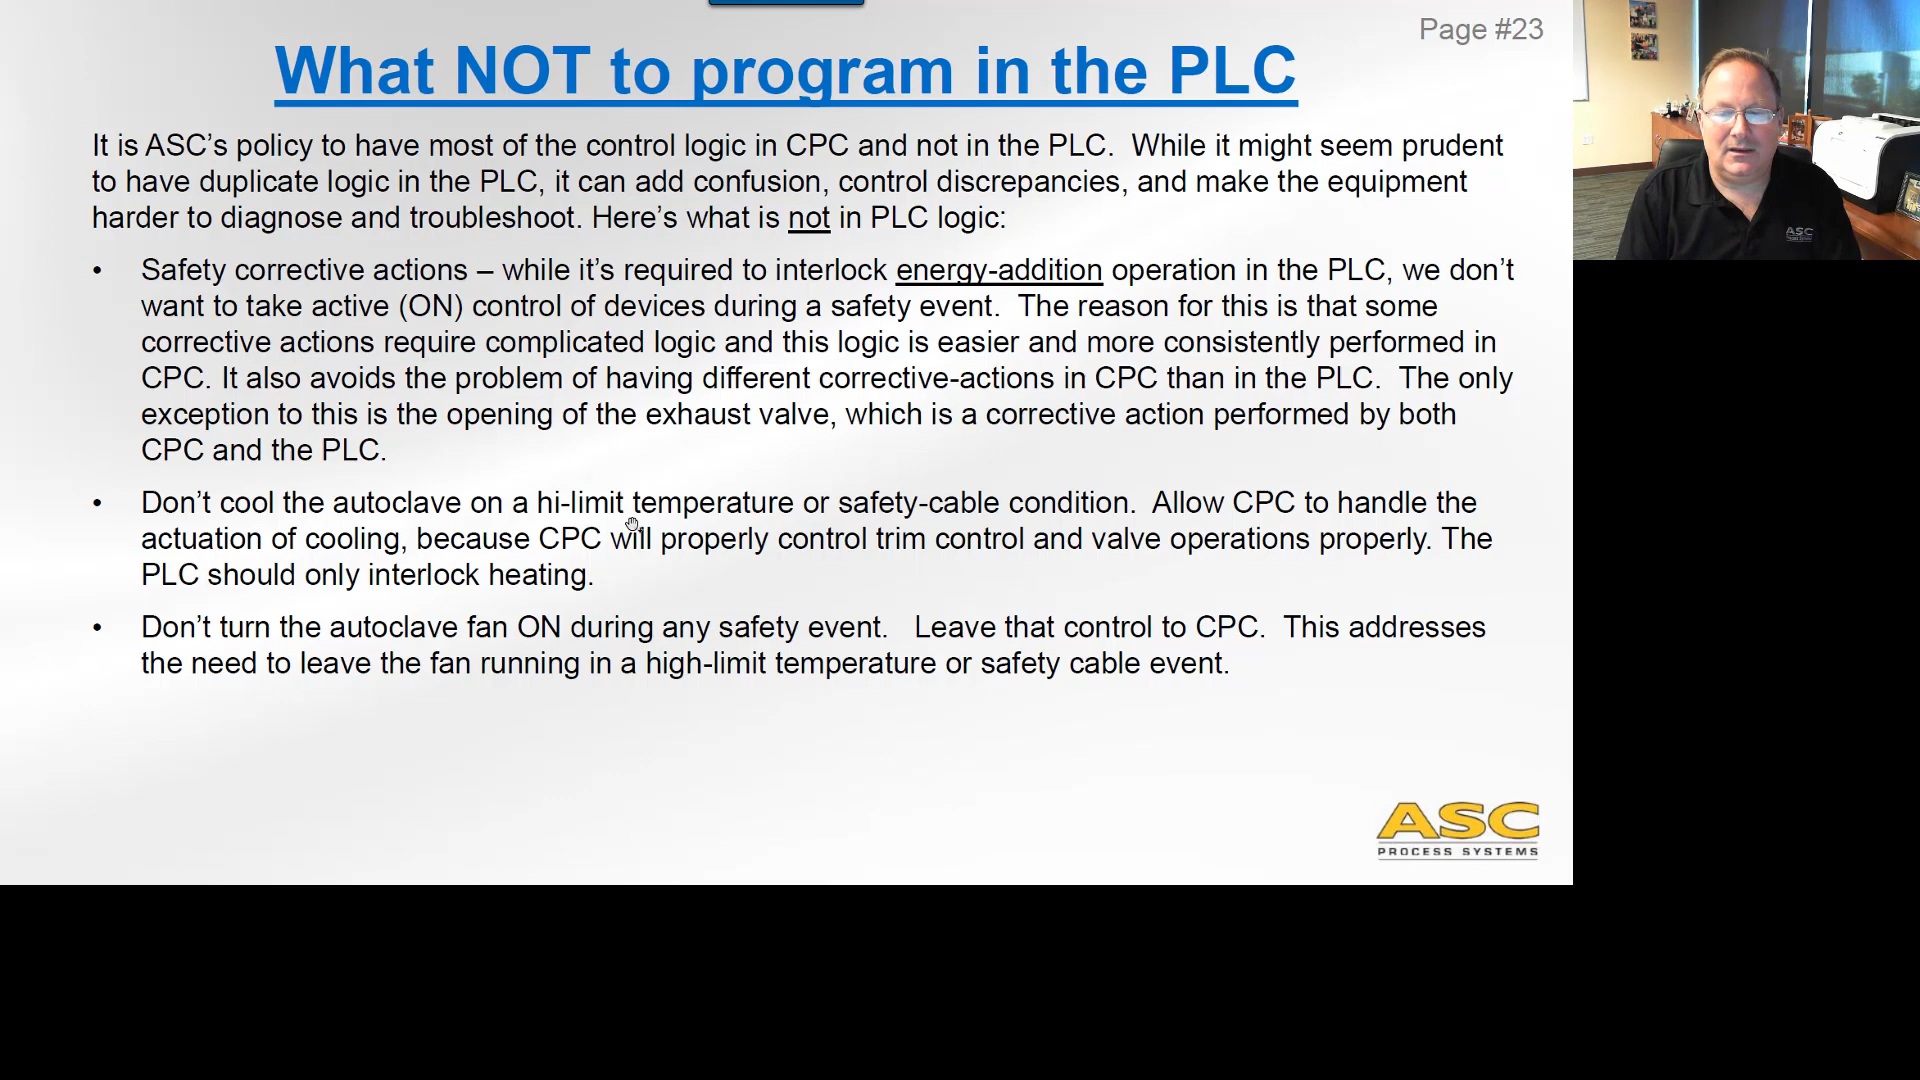 Page #23
What NOT to program in the PLC
It is ASC’s policy to have most of the control logic in CPC and not in the PLC.  While it might seem prudent
to have duplicate logic in the PLC, it can add confusion, control discrepancies, and make the equipment
harder to diagnose and troubleshoot. Here’s what is not in PLC logic:
• Safety corrective actions – while it’s required to interlock energy-addition operation in the PLC, we don’t
want to take active (ON) control of devices during a safety event.  The reason for this is that some
corrective actions require complicated logic and this logic is easier and more consistently performed in
CPC. It also avoids the problem of having different corrective-actions in CPC than in the PLC.  The only
exception to this is the opening of the exhaust valve, which is a corrective action performed by both
CPC and the PLC.
• Don’t cool the autoclave on a hi-limit temperature or safety-cable condition.  Allow CPC to handle the
actuation of cooling, because CPC will properly control trim control and valve operations properly. The
PLC should only interlock heating.
• Don’t turn the autoclave fan ON during any safety event.   Leave that control to CPC.  This addresses
the need to leave the fan running in a high-limit temperature or safety cable event.
ASC
PROCESS SYSTEMS
ASC